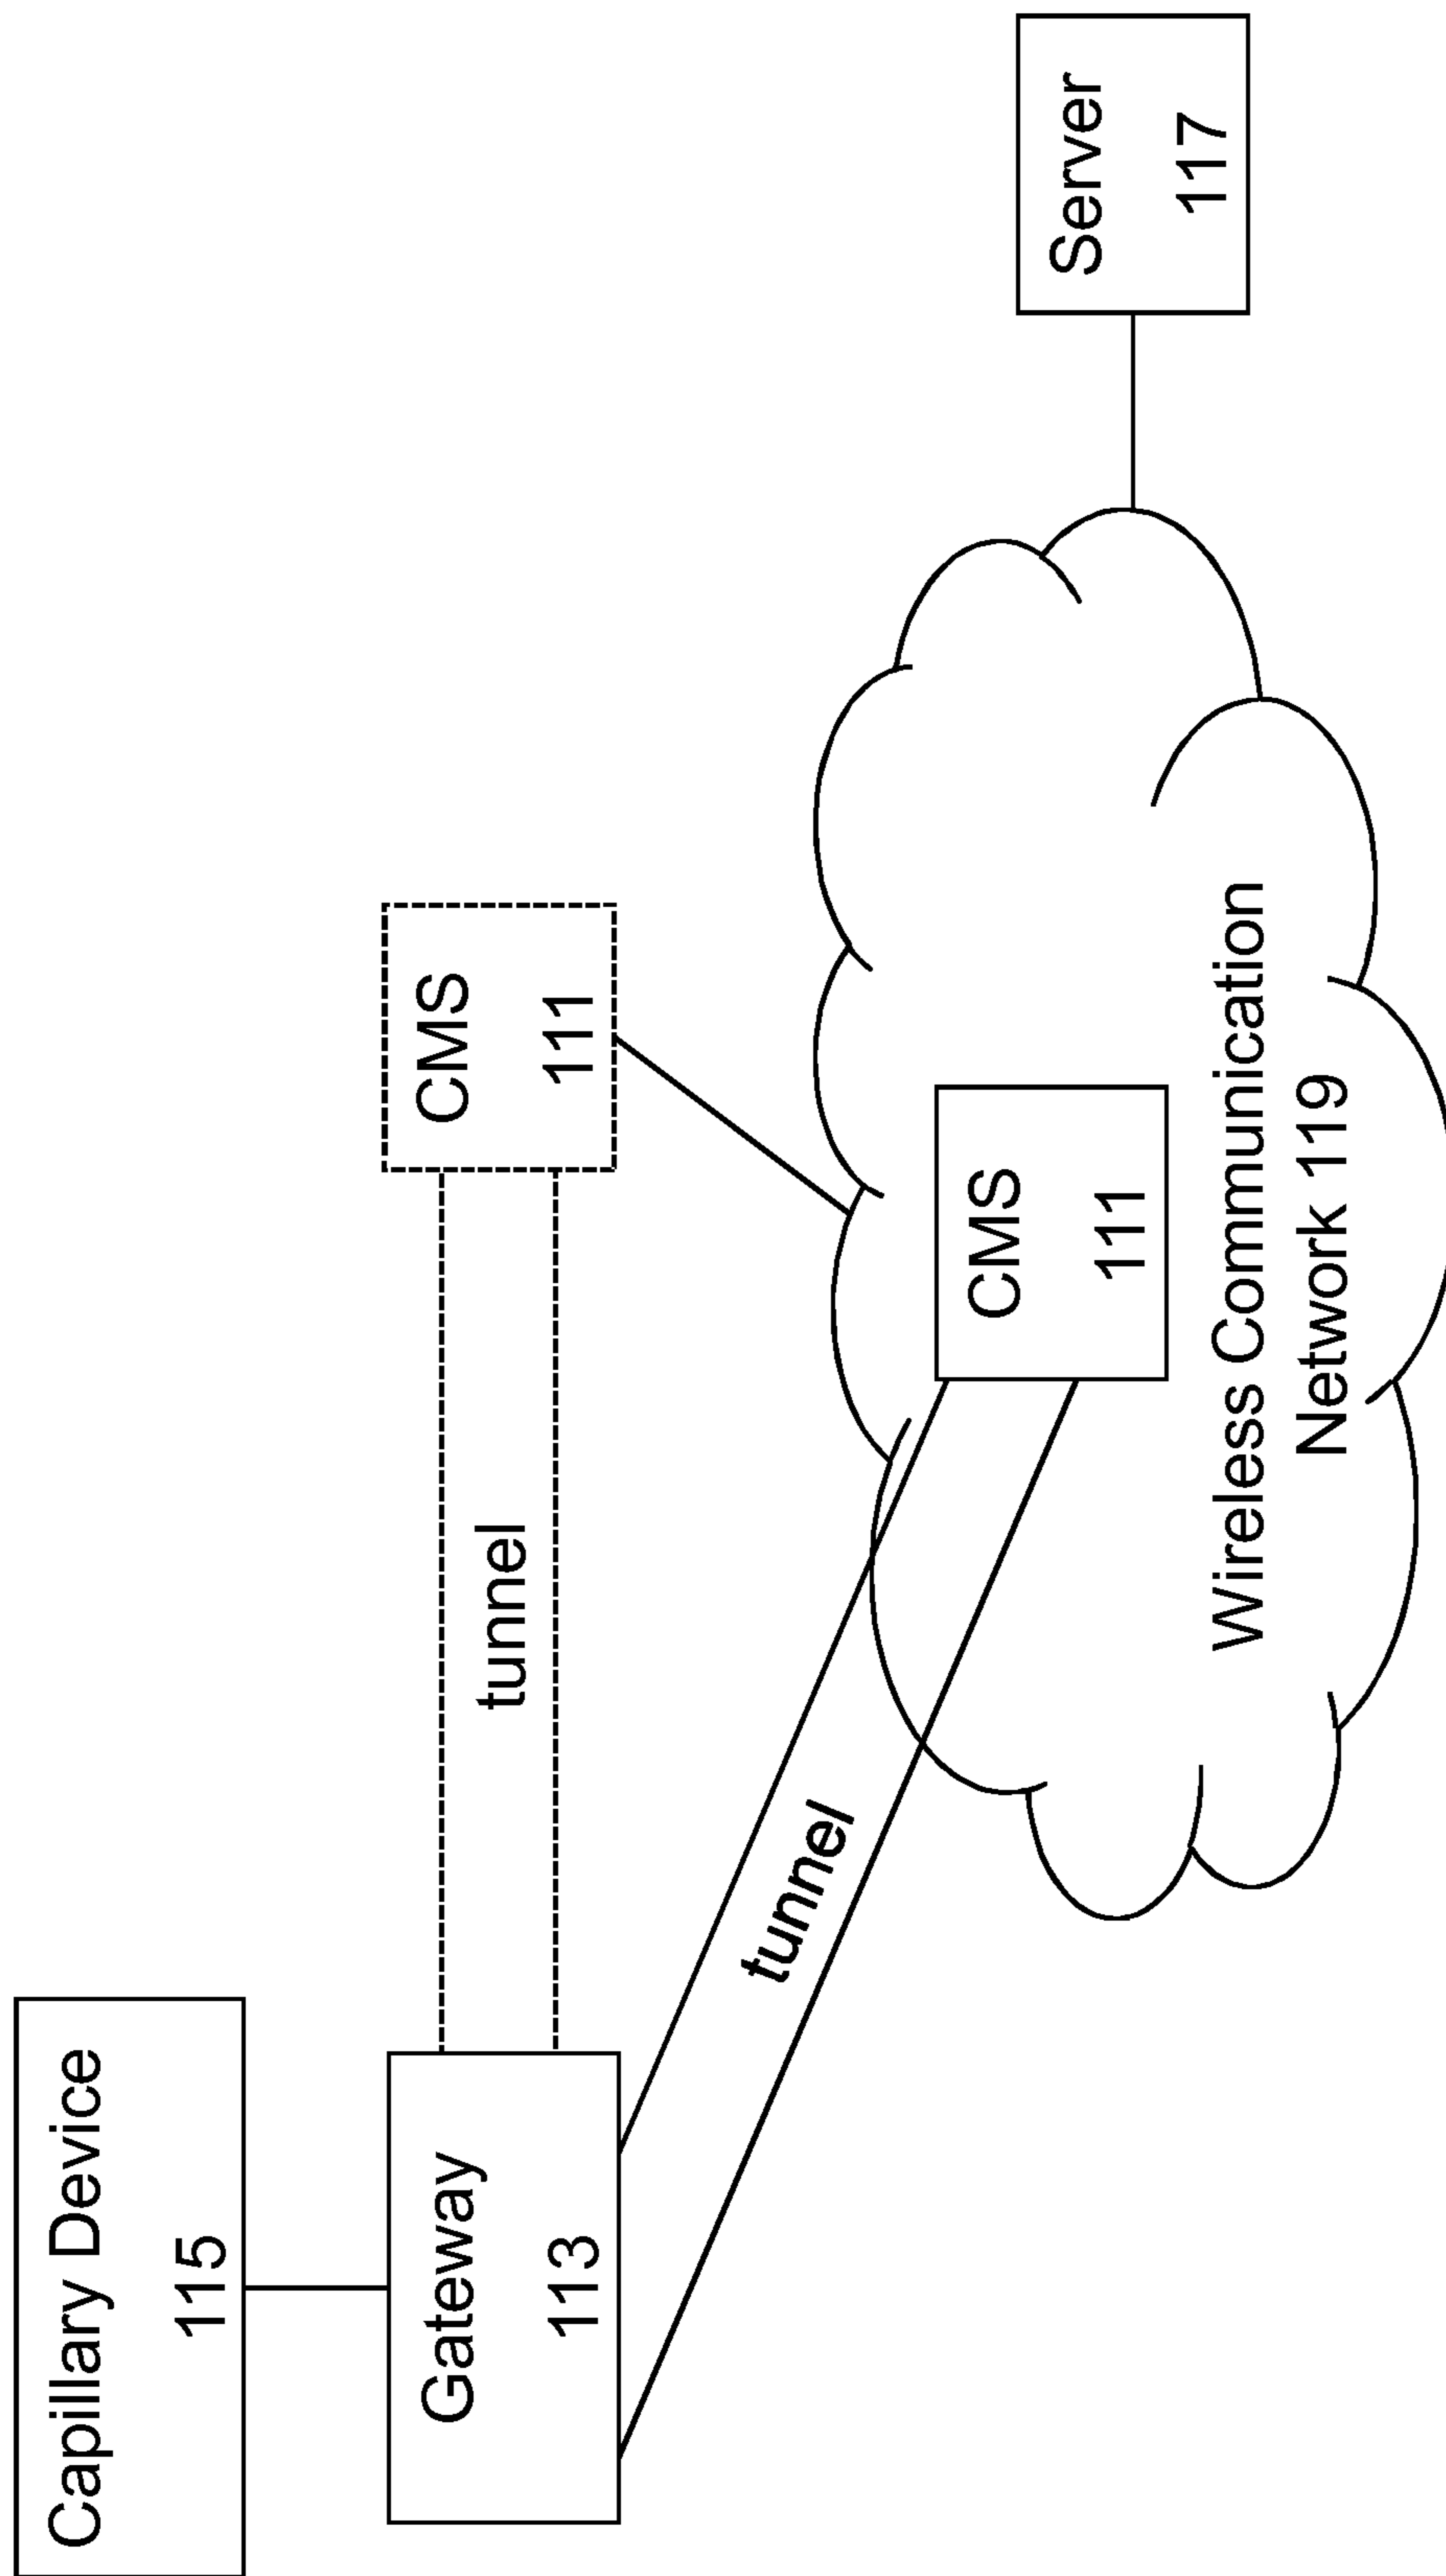 Capillary Device
115
Gateway
113
tunnel
CMS
111
tunnel
CMS
111
Wireless Communication
Network 119
Server
117